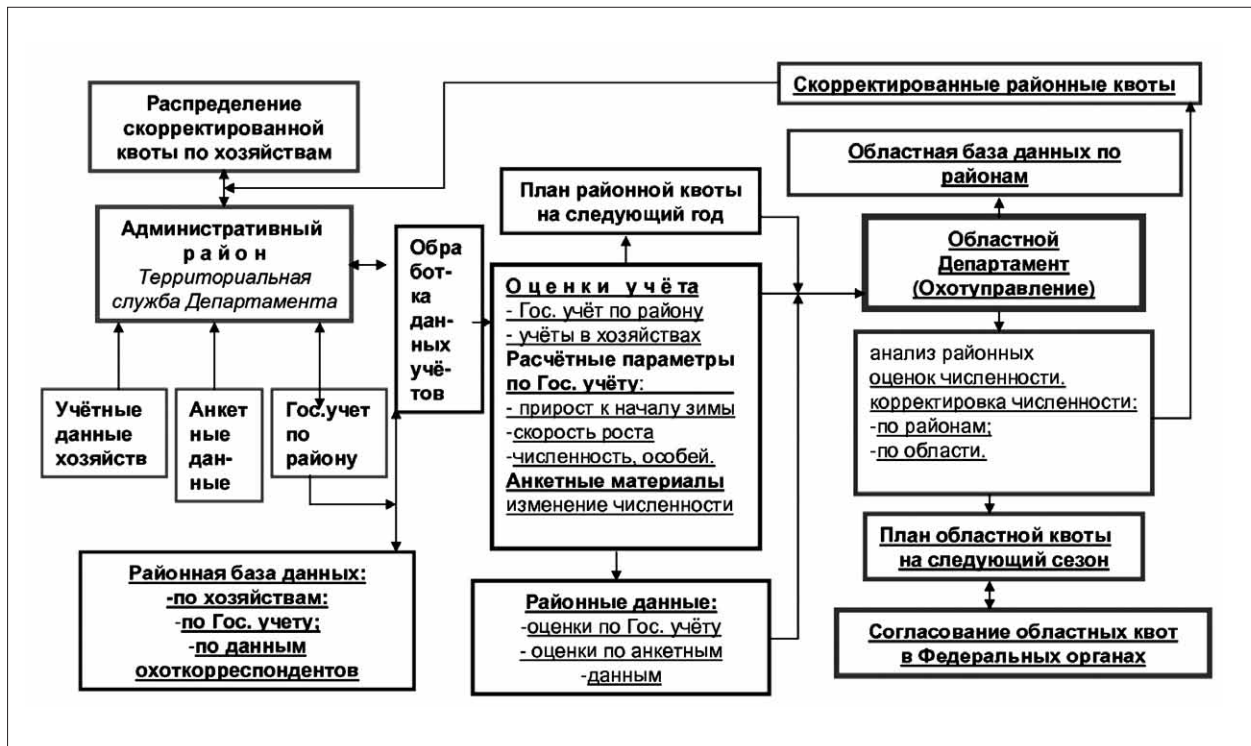 Распределение
скорректированной
квоты по хозяйствам
Скорректированные районные квоты
Областная база данных по
районам
План районной квоты
на следующий год
Административный
р а й о н
Территориальная
служба Департамента
Обра
бот-
ка
дан-
ных
учё-
тов
Областной
Департамент
(Охотуправление)
О ц е н к и у ч ё т а
- Гос. учёт по району
- учёты в хозяйствах
Расчётные параметры
по Гос. учёту:
- прирост к началу зимы
-скорость роста
-численность, особей.
Анкетные материалы
изменение численности
анализ районных
оценок численности.
корректировка численности:
-по районам;
-по области.
Учётные
данные
хозяйств
Анкет
ные
дан-
ные
Гос.учет
по
району
План областной квоты
на следующий сезон
Районная база данных:
-по хозяйствам:
-по Гос. учету;
-по данным
охоткорреспондентов
Районные данные:
-оценки по Гос. учёту
- оценки по анкетным
-данным
Согласование областных квот
в Федеральных органах